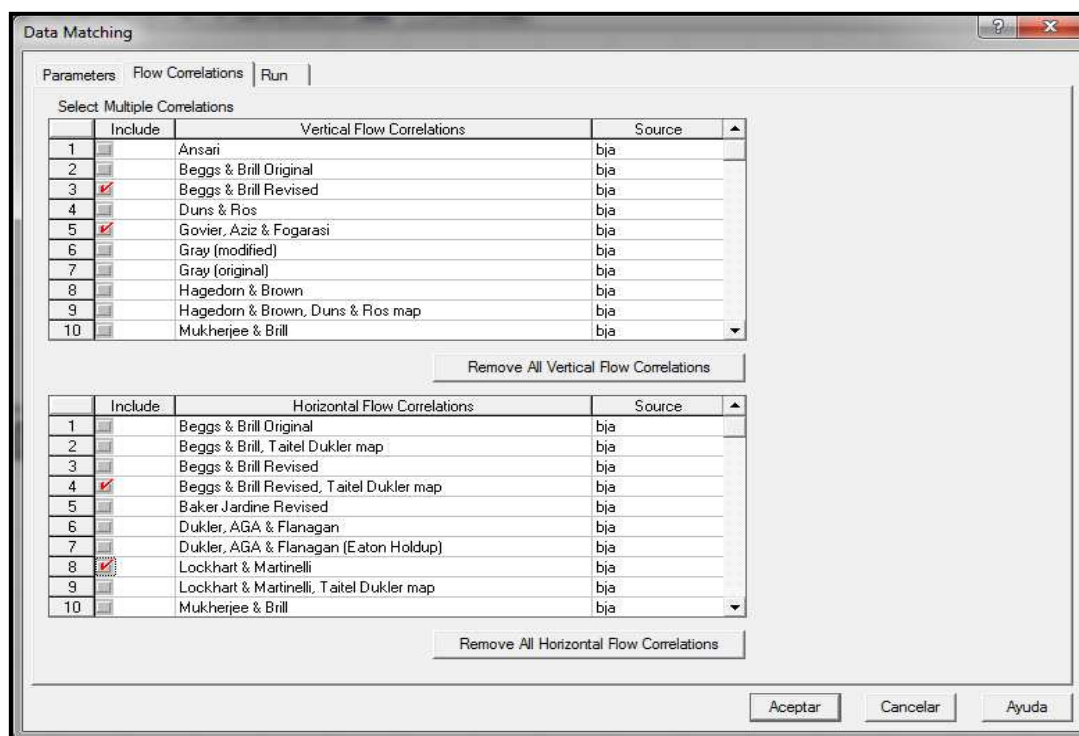 Data Matching
Parameters Flow Correlations Run
Select Multiple Correlations
Include Vertical Flow Correlations Source
1 Ansari bja
2 Beggs & Brill Original bja
3 Beggs & Brill Revised bja
4 Duns & Ros bja
5 Govier, Aziz & Fogarasi bja
6 Gray (modified) bja
7 Gray (original) bja
8 Hagedorn & Brown bja
9 Hagedorn & Brown, Duns & Ros map bja
10 Mukherjee & Brill bja
Remove All Vertical Flow Correlations
Include Horizontal Flow Correlations Source
1 Beggs & Brill Original bja
2 Beggs & Brill, Taitel Dukler map bja
3 Beggs & Brill Revised bja
4 Beggs & Brill Revised, Taitel Dukler map bja
5 Baker Jardine Revised bja
6 Dukler, AGA & Flanagan bja
7 Dukler, AGA & Flanagan (Eaton Holdup) bja
8 Lockhart & Martinelli bja
9 Lockhart & Martinelli, Taitel Dukler map bja
10 Mukherjee & Brill bja
Remove All Horizontal Flow Correlations
Aceptar Cancelar Ayuda